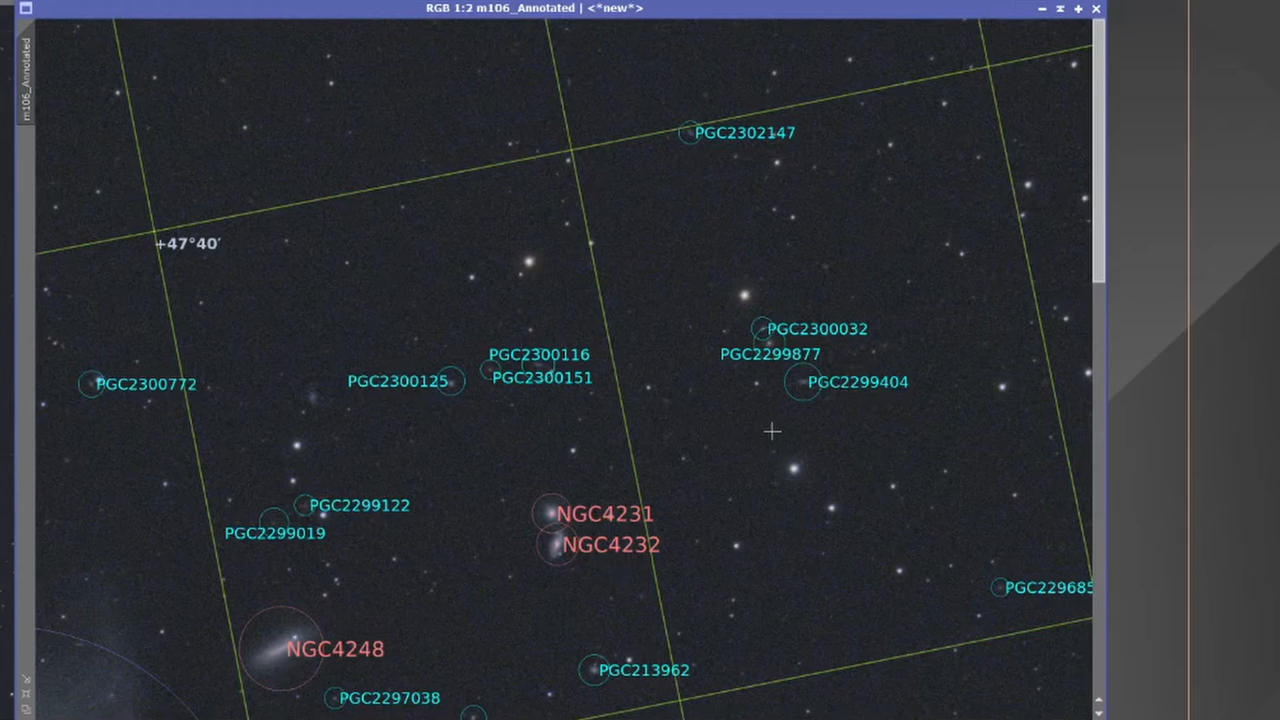 RGB 1:2 m106_Annotated | <*new*>
m106_Annotated
PGC2302147
+47°40′
PGC2300032
PGC2300116
PGC2299877
PGC2300772
PGC2300125
PGC2300151
PGC2299404
PGC2299122
NGC4231
PGC2299019
NGC4232
PGC229685
NGC4248
PGC213962
PGC2297038